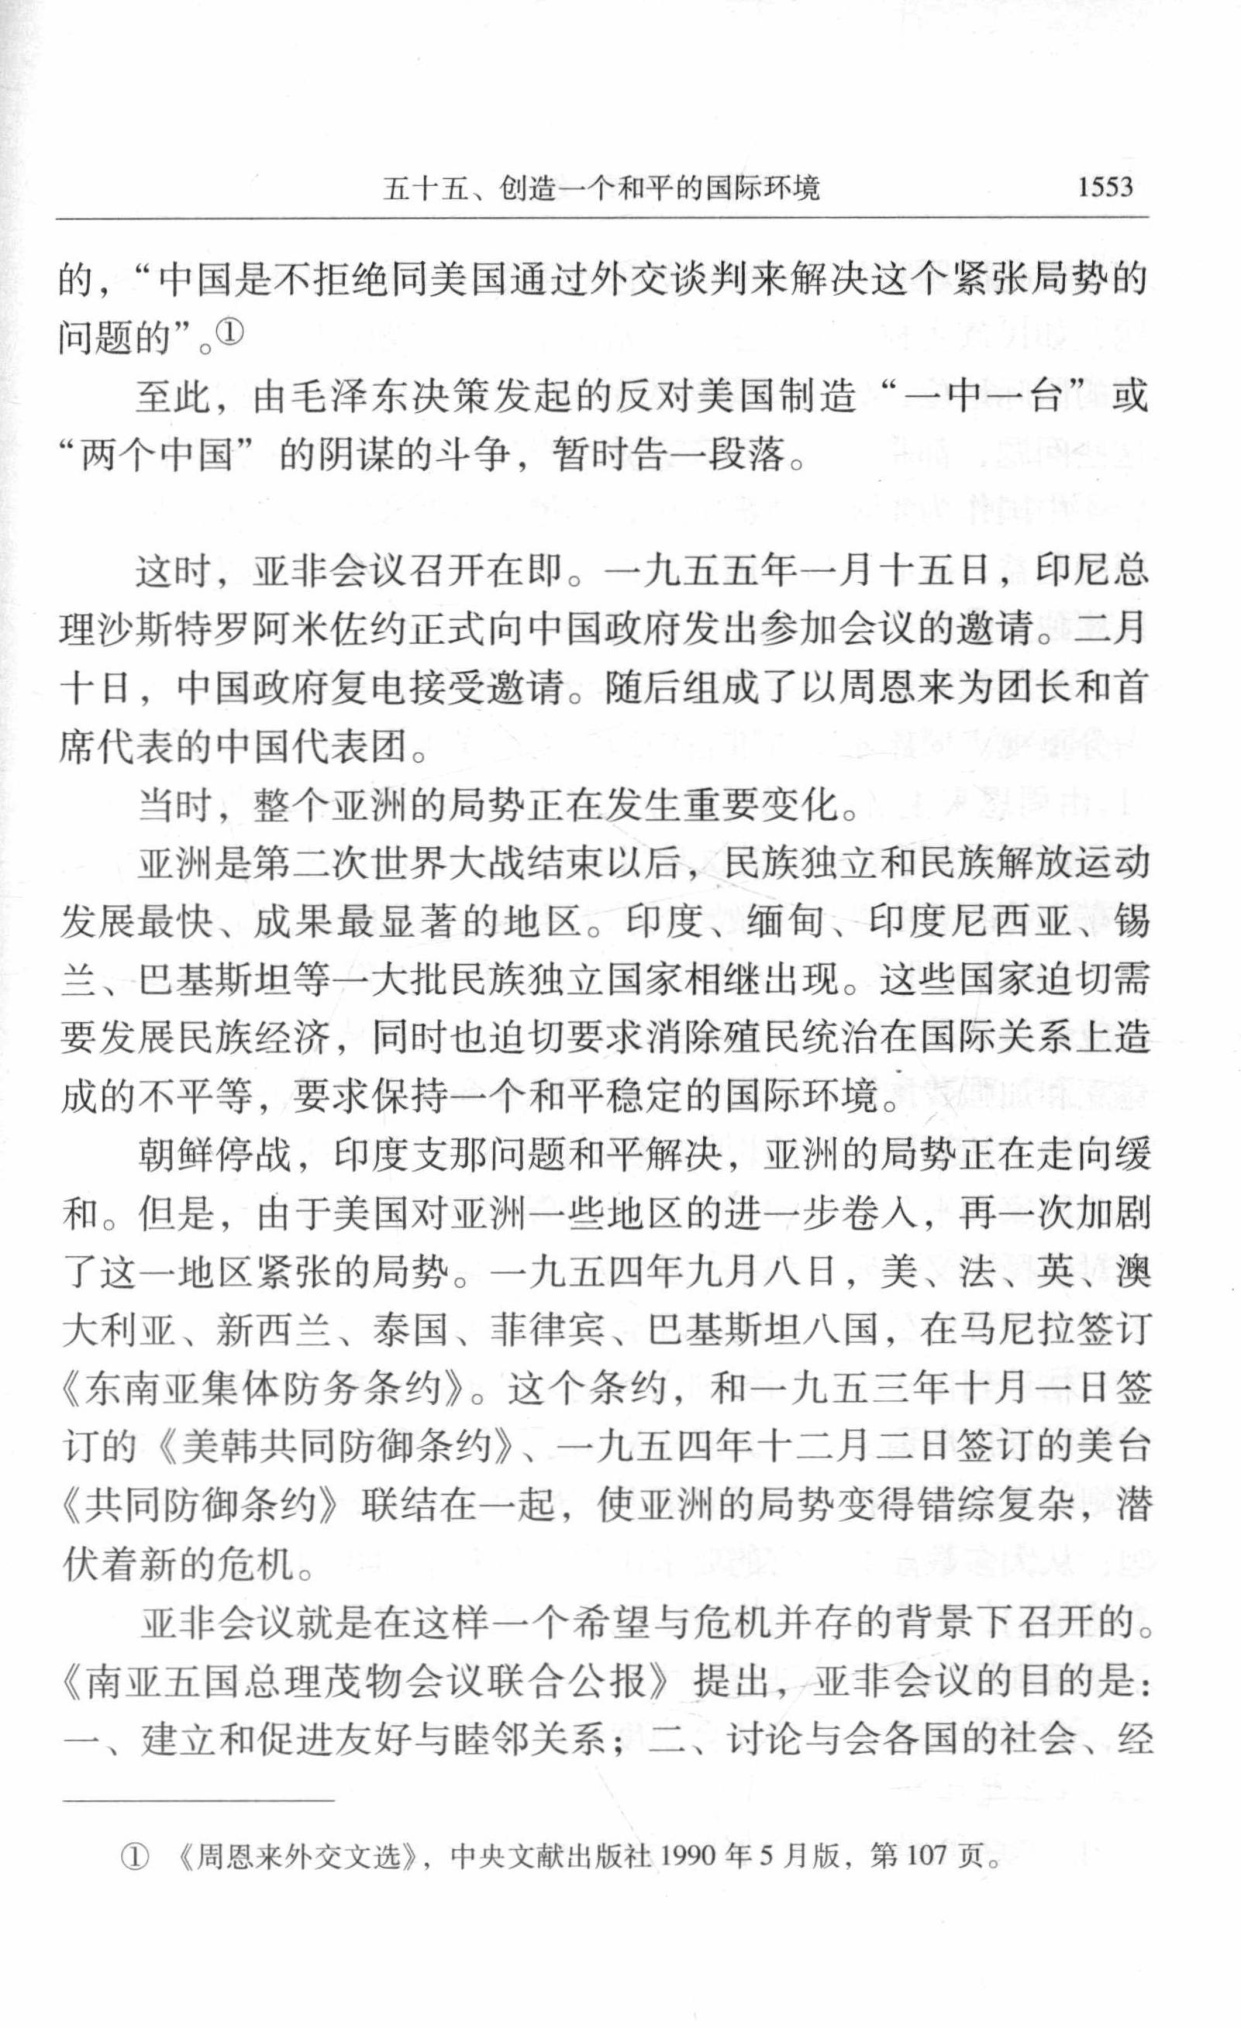 五十五、创造一个和平的国际环境 1553
的，“中国是不拒绝同美国通过外交谈判来解决这个紧张局势的
问题的”。①
至此，由毛泽东决策发起的反对美国制造“一中一台”或
“两个中国”的阴谋的斗争，暂时告一段落。
这时，亚非会议召开在即。一九五五年一月十五日，印尼总
理沙斯特罗阿米佐约正式向中国政府发出参加会议的邀请。二月
十日，中国政府复电接受邀请。随后组成了以周恩来为团长和首
席代表的中国代表团。
当时，整个亚洲的局势正在发生重要变化。
亚洲是第二次世界大战结束以后，民族独立和民族解放运动
发展最快、成果最显著的地区。印度、缅甸、印度尼西亚、锡
兰、巴基斯坦等一大批民族独立国家相继出现。这些国家迫切需
要发展民族经济，同时也迫切要求消除殖民统治在国际关系上造
成的不平等，要求保持一个和平稳定的国际环境。
朝鲜停战，印度支那问题和平解决，亚洲的局势正在走向缓
和。但是，由于美国对亚洲一些地区的进一步卷入，再一次加剧
了这一地区紧张的局势。一九五四年九月八日，美、法、英、澳
大利亚、新西兰、泰国、菲律宾、巴基斯坦八国，在马尼拉签订
《东南亚集体防务条约》。这个条约，和一九五三年十月一日签
订的《美韩共同防御条约》、一九五四年十二月二日签订的美台
《共同防御条约》联结在一起，使亚洲的局势变得错综复杂，潜
伏着新的危机。
亚非会议就是在这样一个希望与危机并存的背景下召开的。
《南亚五国总理茂物会议联合公报》提出，亚非会议的目的是：
一、建立和促进友好与睦邻关系；二、讨论与会各国的社会、经
① 《周恩来外交文选》，中央文献出版社1990年5月版，第107页。